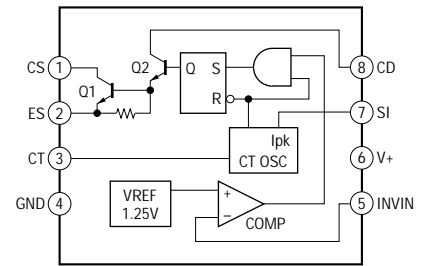 CS 1
Q1
Q2
Q S
R
8 CD
ES 2
7 SI
Ipk
CT OSC
CT 3
6 V+
GND 4
VREF
1.25V
+
−
COMP
5 INVIN